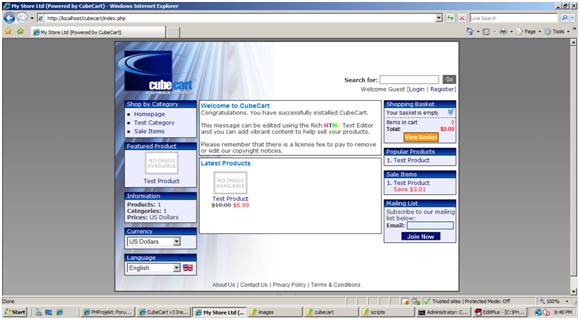 My Store Ltd (Powered by CubeCart) - Windows Internet Explorer
http://localhost/cubecart/index.php
Live Search
My Store Ltd (Powered by CubeCart)
Page
Tools
cubecart
Search for:
Go
Welcome Guest [Login | Register]
Shop by Category
Homepage
Test Category
Sale Items
Featured Product
NO IMAGE
AVAILABLE
Test Product
Information
Products: 1
Categories: 1
Prices: US Dollars
Currency
US Dollars
Language
English
Welcome to CubeCart
Congratulations. You have successfully installed CubeCart.
This message can be edited using the Rich HTML Text Editor
and you can add vibrant content to help sell your products.
Please remember that there is a license fee to pay to remove
or edit our copyright notices.
Latest Products
NO IMAGE
AVAILABLE
Test Product
$10.00 $6.99
Shopping Basket
Your basket is empty.
Items in cart 0
Total: $0.00
View Basket
Popular Products
1. Test Product
Sale Items
1. Test Product
Save $3.01
Mailing List
Subscribe to our mailing
list below:
Email:
Join Now
About Us | Contact Us | Privacy Policy | Terms & Conditions
Done
Trusted sites | Protected Mode: Off
100%
Start
PHProjekt: Foru...
CubeCart v3 Ins...
My Store Ltd (...
images
cubecart
scripts
Administrator: C...
EditPlus - [C:\PH...
6:40 PM